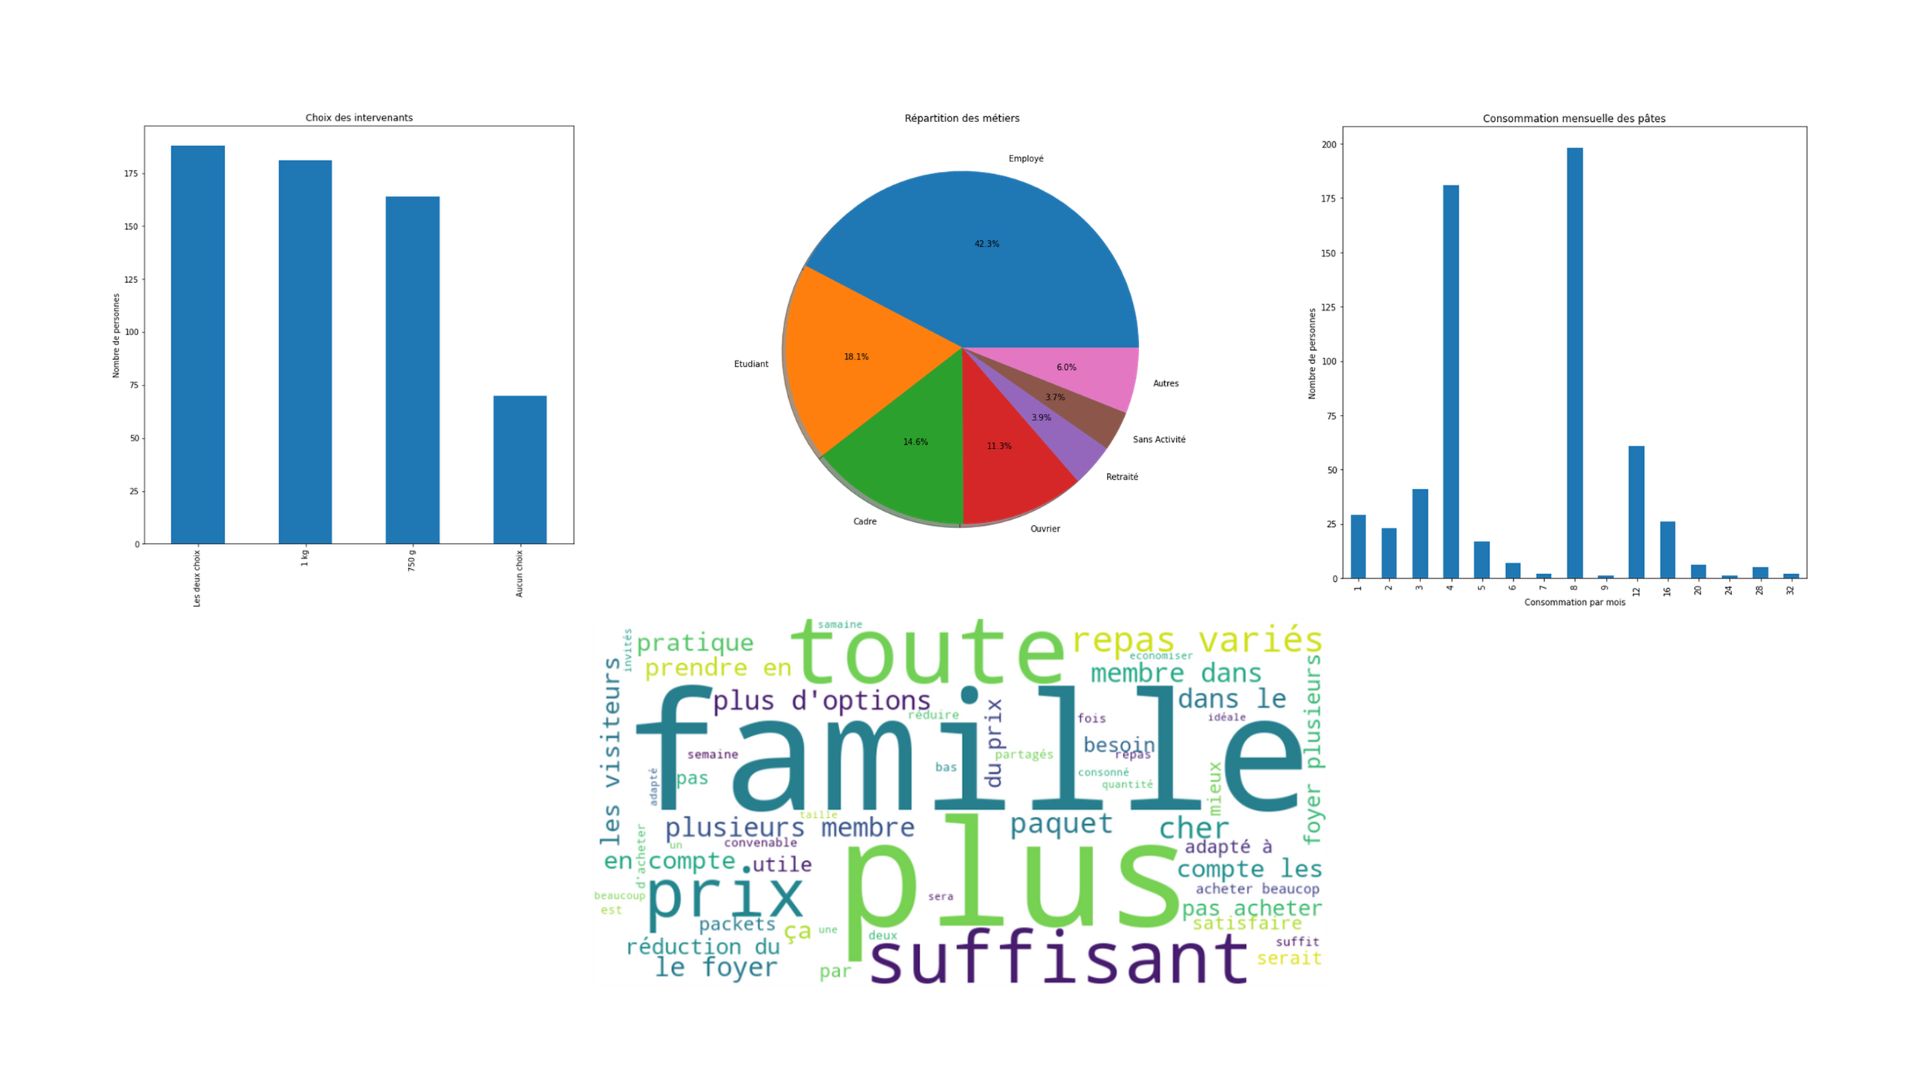 Choix des intervenants
Nombre de personnes
175
150
125
100
75
50
25
0
Les deux choix
1 kg
750 g
Aucun choix
Répartition des métiers
Employé
42.3%
Etudiant
18.1%
Cadre
14.6%
Ouvrier
11.3%
Retraité
3.9%
Sans Activité
3.7%
Autres
6.0%
Consommation mensuelle des pâtes
Nombre de personnes
200
175
150
125
100
75
50
25
0
1
2
3
4
5
6
7
8
9
12
16
20
24
28
32
Consommation par mois
samaine
invités
pratique
toute
repas variés
prendre en
economiser
membre dans
les visiteurs
plus d'options
dans le
foyer plusieurs
famille
réduire
du prix
fois
idéale
semaine
partagés
besoin
repas
adapté
pas
bas
consonné
quantité
mieux
taille
plusieurs membre
paquet
cher
plus
convenable
adapté à
un
d'acheter
en compte
utile
compte les
beaucoup
prix
sera
acheter beaucop
est
pas acheter
packets
ça
une
deux
satisfaire
réduction du
suffisant
suffit
le foyer
par
serait